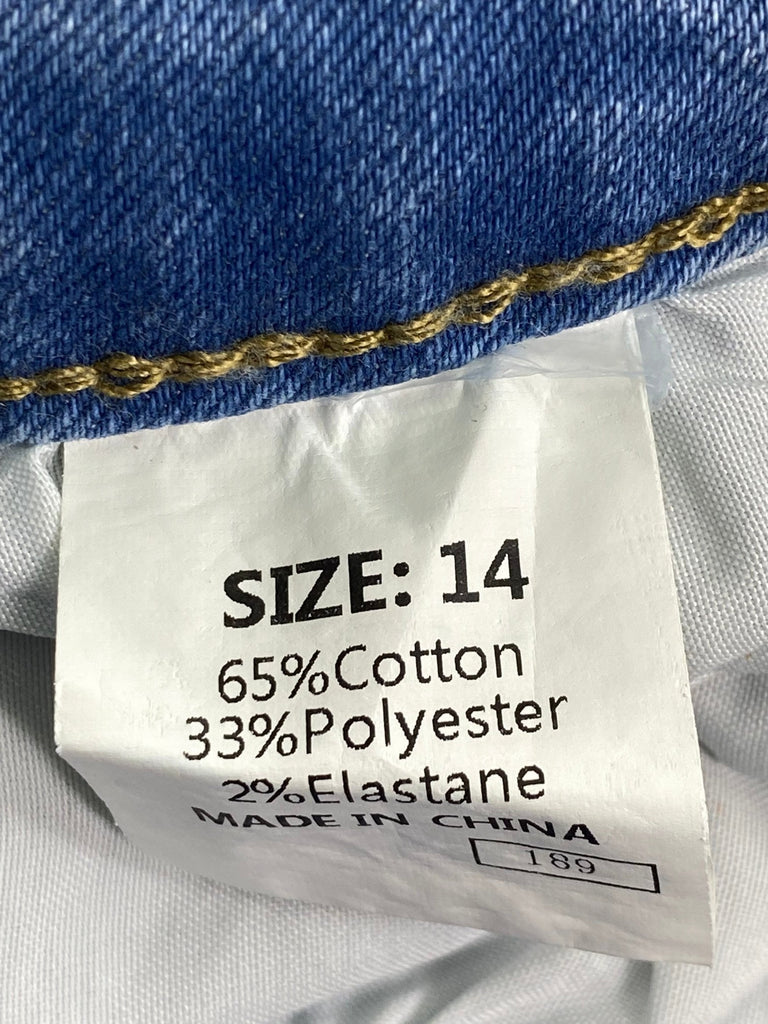 SIZE: 14
65%Cotton
33%Polyester
2%Elastane
MADE IN CHINA
189